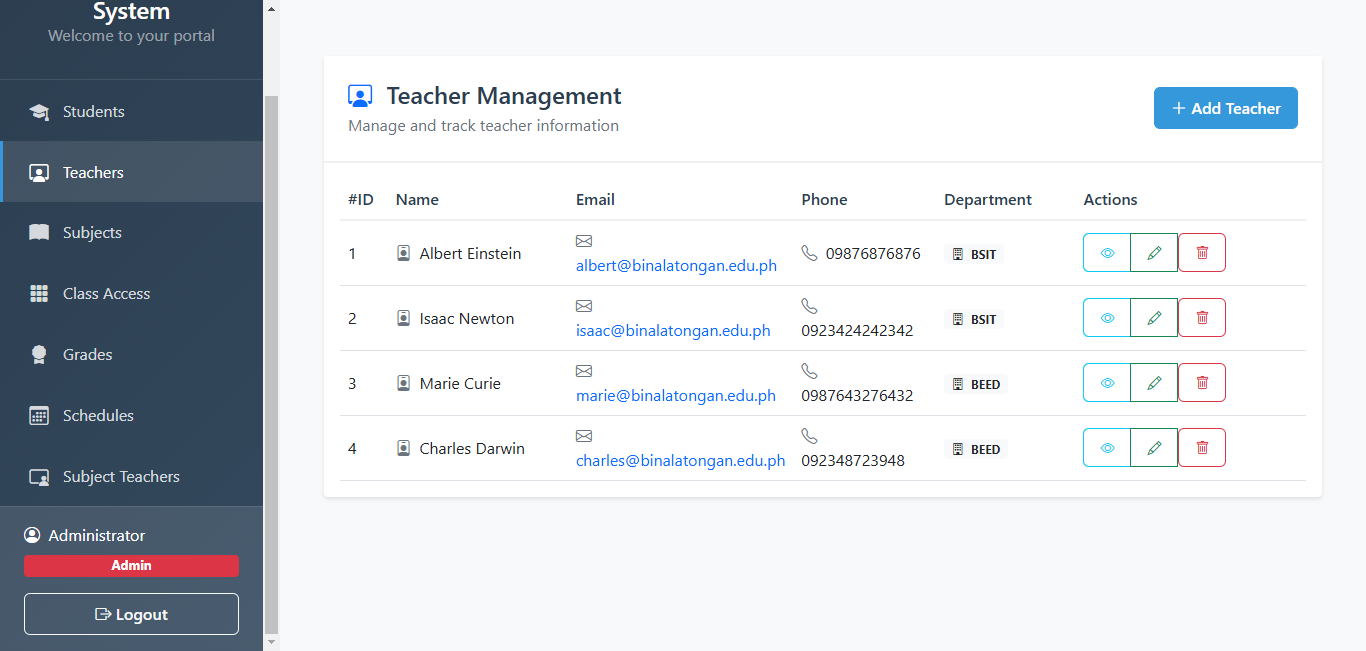 System
Welcome to your portal
Students
Teachers
Subjects
Class Access
Grades
Schedules
Subject Teachers
Administrator
Admin
Logout
Teacher Management
Manage and track teacher information
+ Add Teacher
#ID Name Email Phone Department Actions
1 Albert Einstein albert@binalatongan.edu.ph 09876876876 BSIT
2 Isaac Newton isaac@binalatongan.edu.ph 0923424242342 BSIT
3 Marie Curie marie@binalatongan.edu.ph 0987643276432 BEED
4 Charles Darwin charles@binalatongan.edu.ph 092348723948 BEED